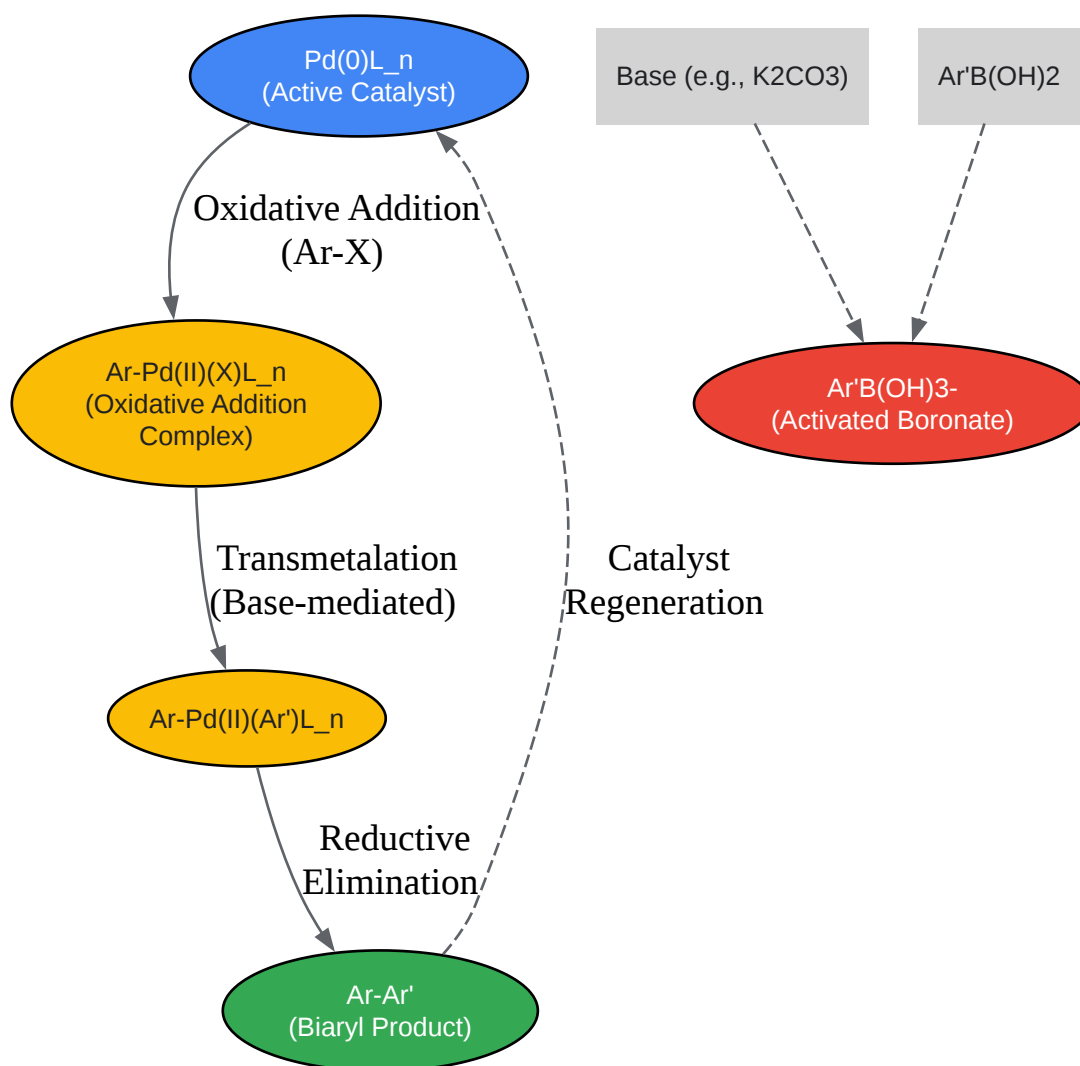 Pd(0)L_n
(Active Catalyst)
Base (e.g., K2CO3)
Ar'B(OH)2
Oxidative Addition
(Ar-X)
Ar-Pd(II)(X)L_n
(Oxidative Addition
Complex)
Ar'B(OH)3-
(Activated Boronate)
Transmetalation
(Base-mediated)
Catalyst
Regeneration
Ar-Pd(II)(Ar')L_n
Reductive
Elimination
Ar-Ar'
(Biaryl Product)